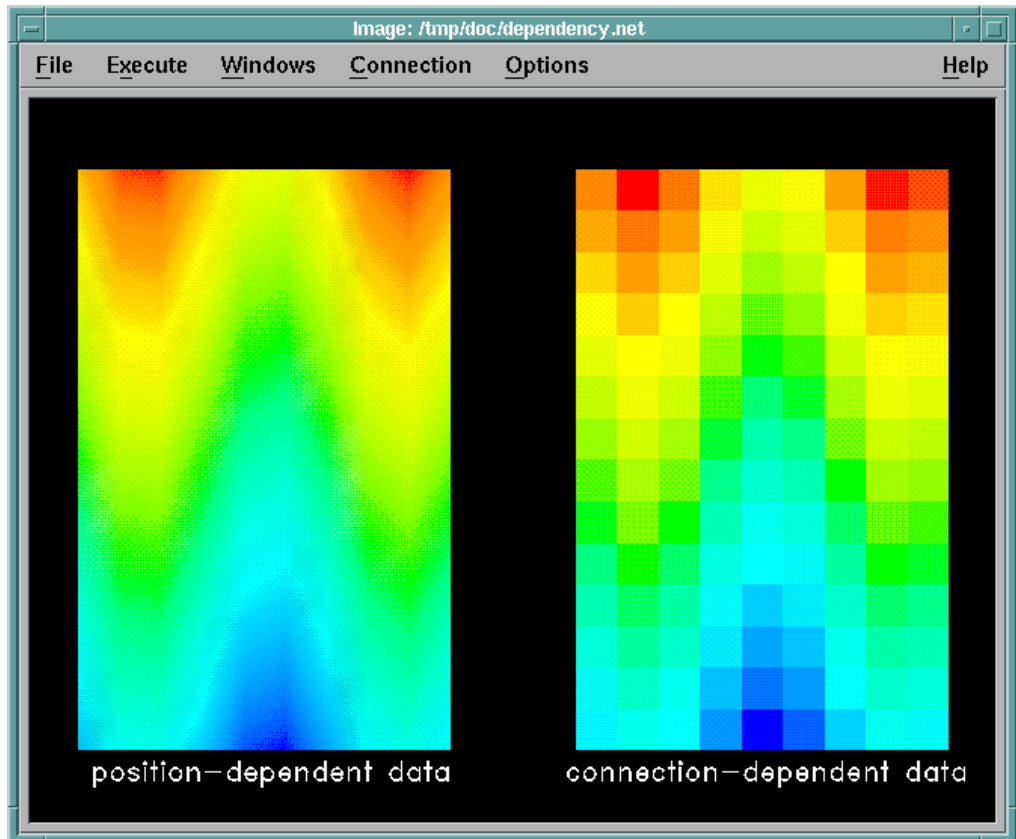 Image: /tmp/doc/dependency.net
File Execute Windows Connection Options Help
position-dependent data connection-dependent data